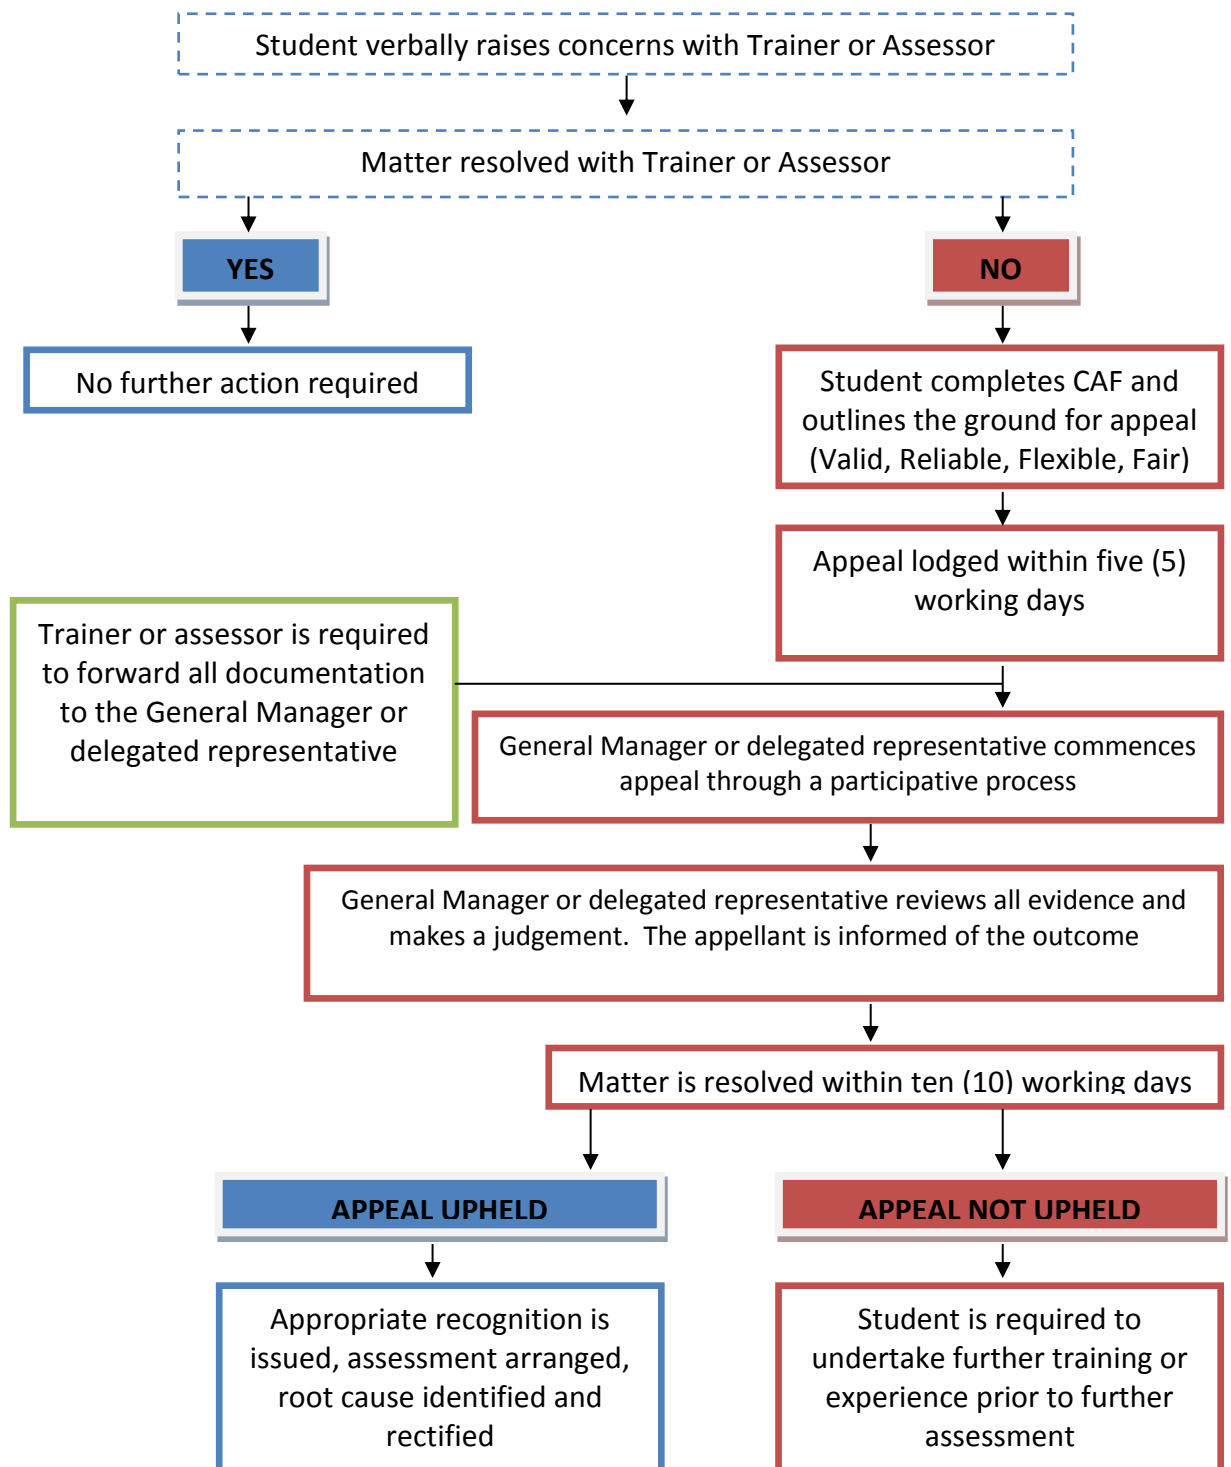 Student verbally raises concerns with Trainer or Assessor
Matter resolved with Trainer or Assessor
YES
NO
No further action required
Student completes CAF and
outlines the ground for appeal
(Valid, Reliable, Flexible, Fair)
Appeal lodged within five (5)
working days
Trainer or assessor is required
to forward all documentation
to the General Manager or
delegated representative
General Manager or delegated representative commences
appeal through a participative process
General Manager or delegated representative reviews all evidence and
makes a judgement.  The appellant is informed of the outcome
Matter is resolved within ten (10) working days
APPEAL UPHELD
APPEAL NOT UPHELD
Appropriate recognition is
issued, assessment arranged,
root cause identified and
rectified
Student is required to
undertake further training or
experience prior to further
assessment